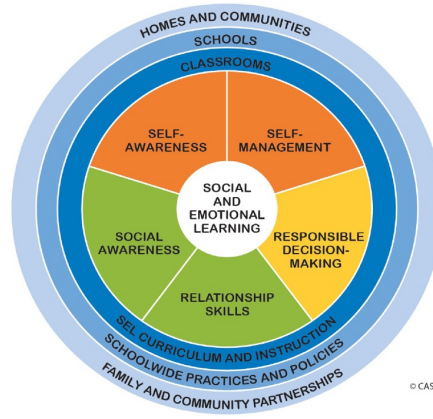 HOMES AND COMMUNITIES
SCHOOLS
CLASSROOMS
SELF-
AWARENESS
SELF-
MANAGEMENT
SOCIAL
AND
EMOTIONAL
LEARNING
SOCIAL
AWARENESS
RESPONSIBLE
DECISION-
MAKING
RELATIONSHIP
SKILLS
SEL CURRICULUM AND INSTRUCTION
SCHOOLWIDE PRACTICES AND POLICIES
FAMILY AND COMMUNITY PARTNERSHIPS
© CAS